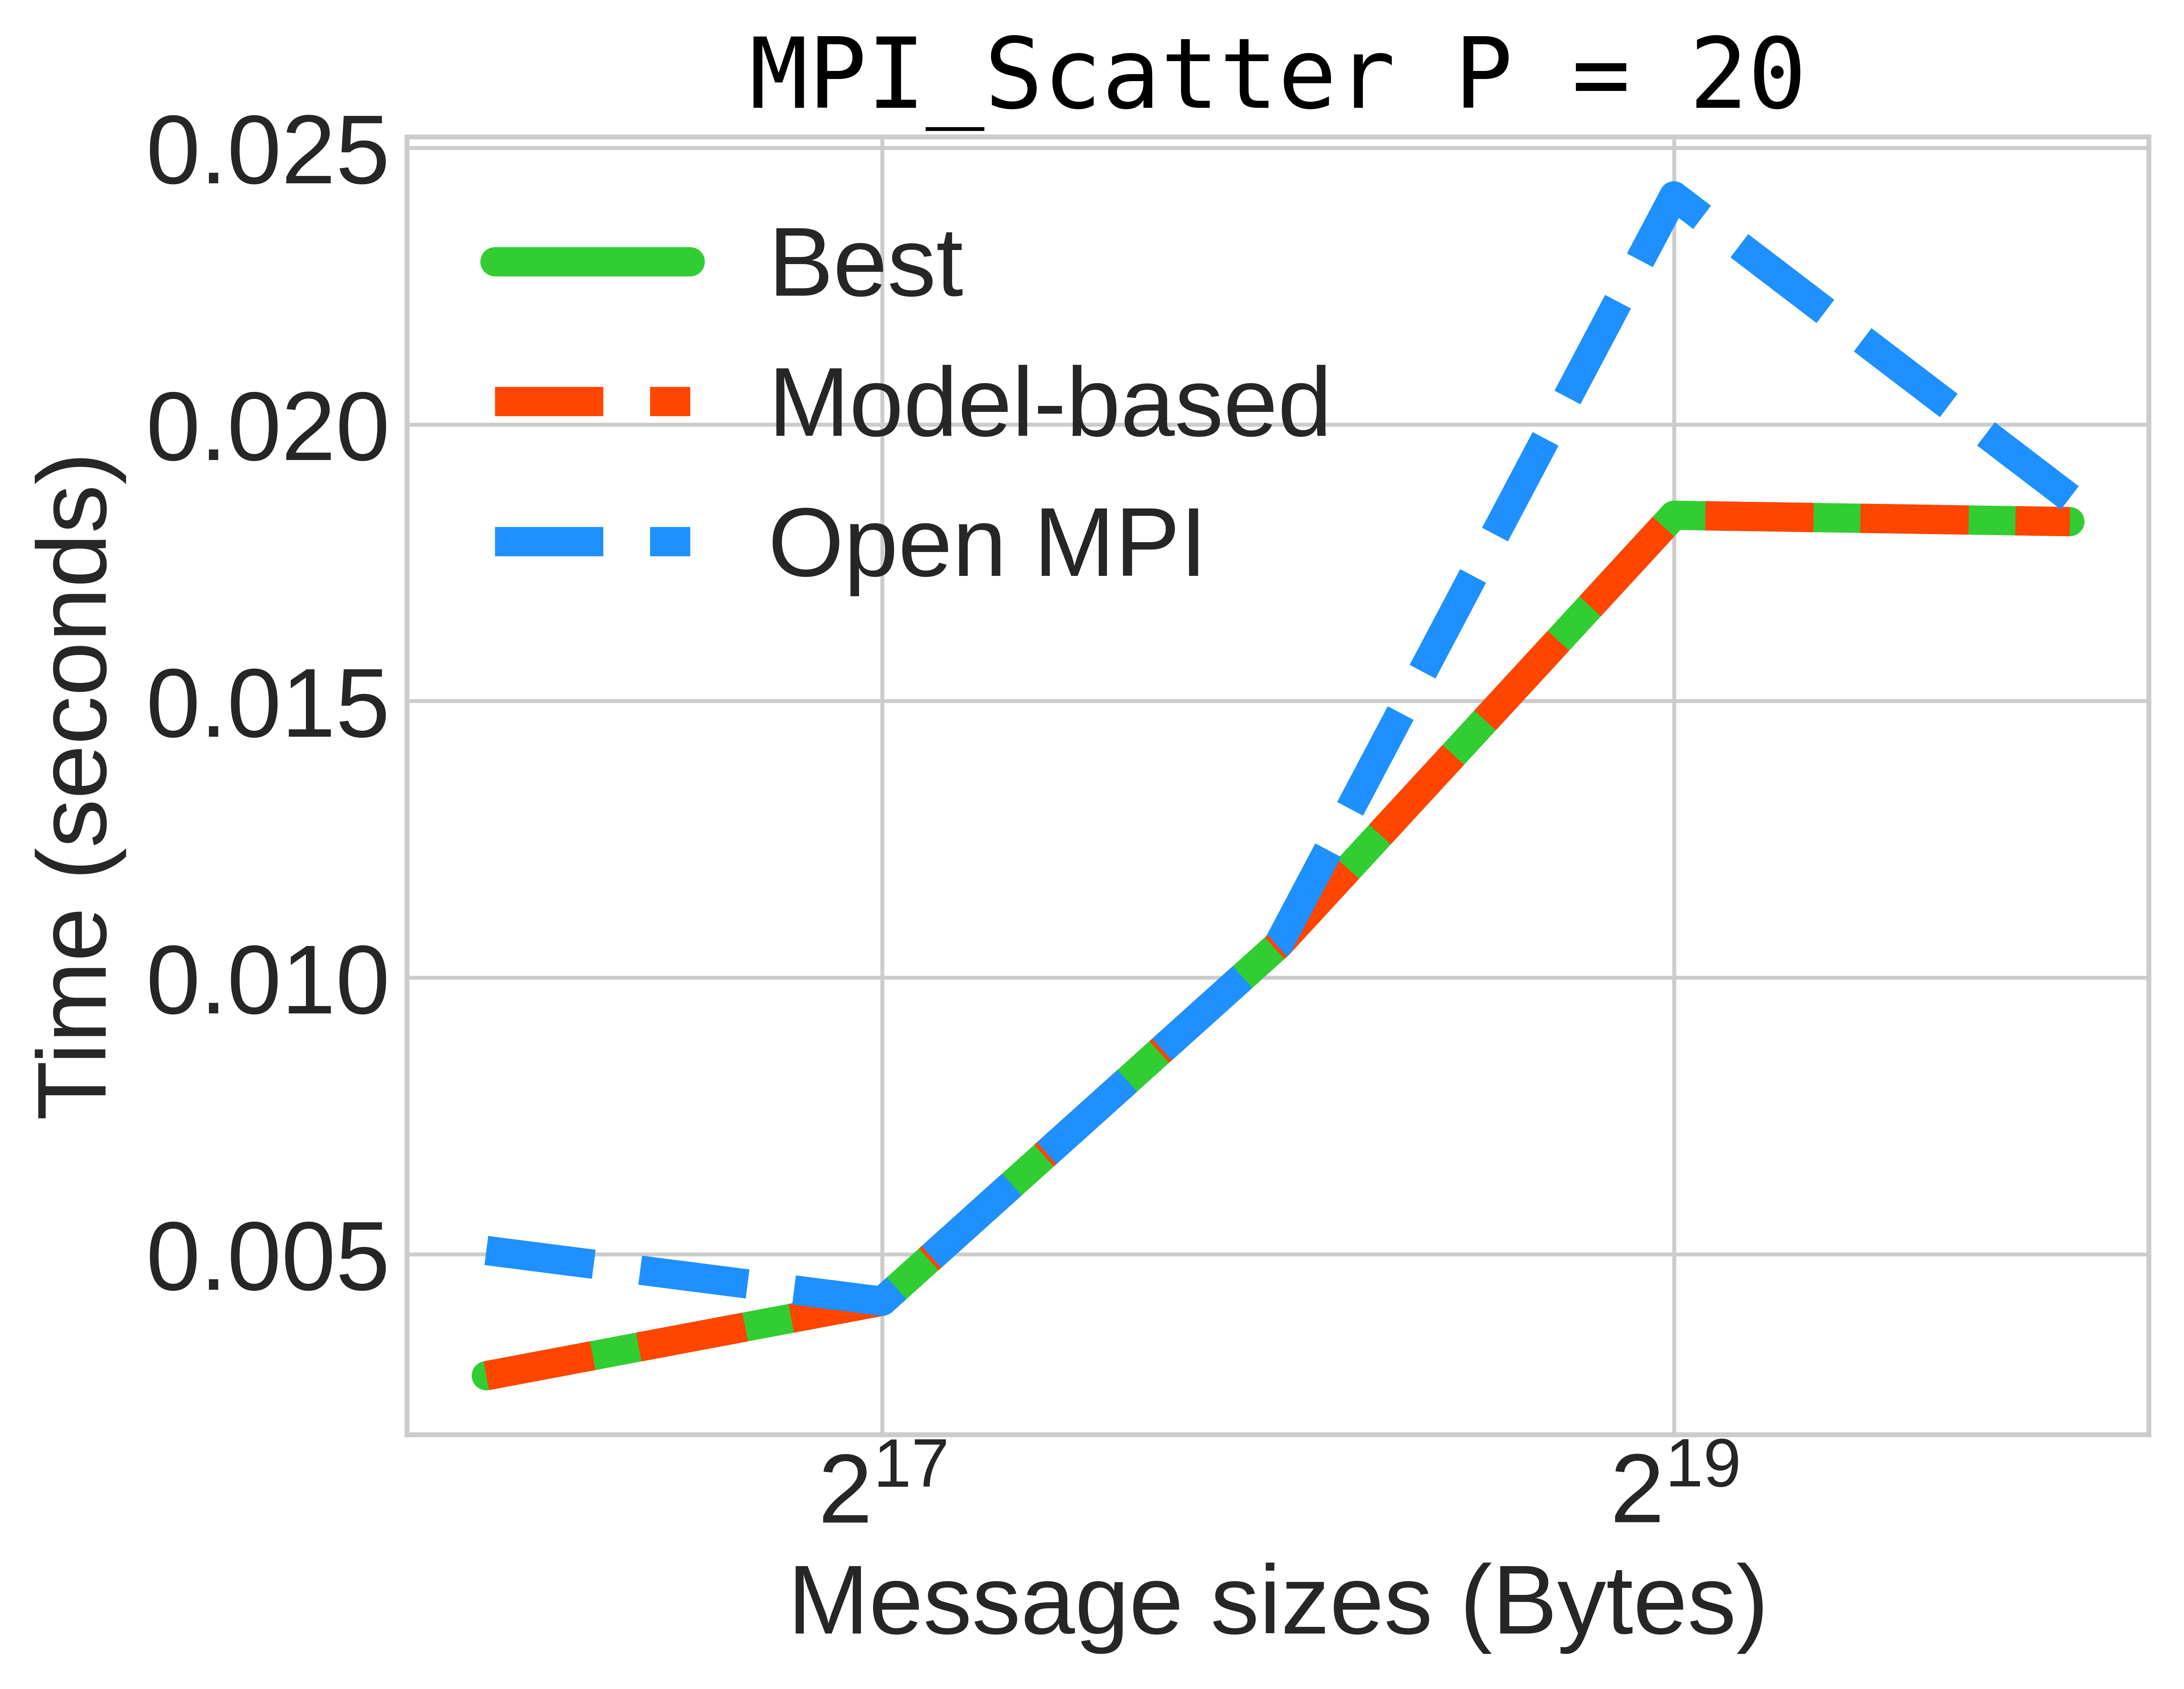 MPI_Scatter P = 20
0.025
0.020
0.015
0.010
0.005
Time (seconds)
Best
Model-based
Open MPI
2^17
2^19
Message sizes (Bytes)